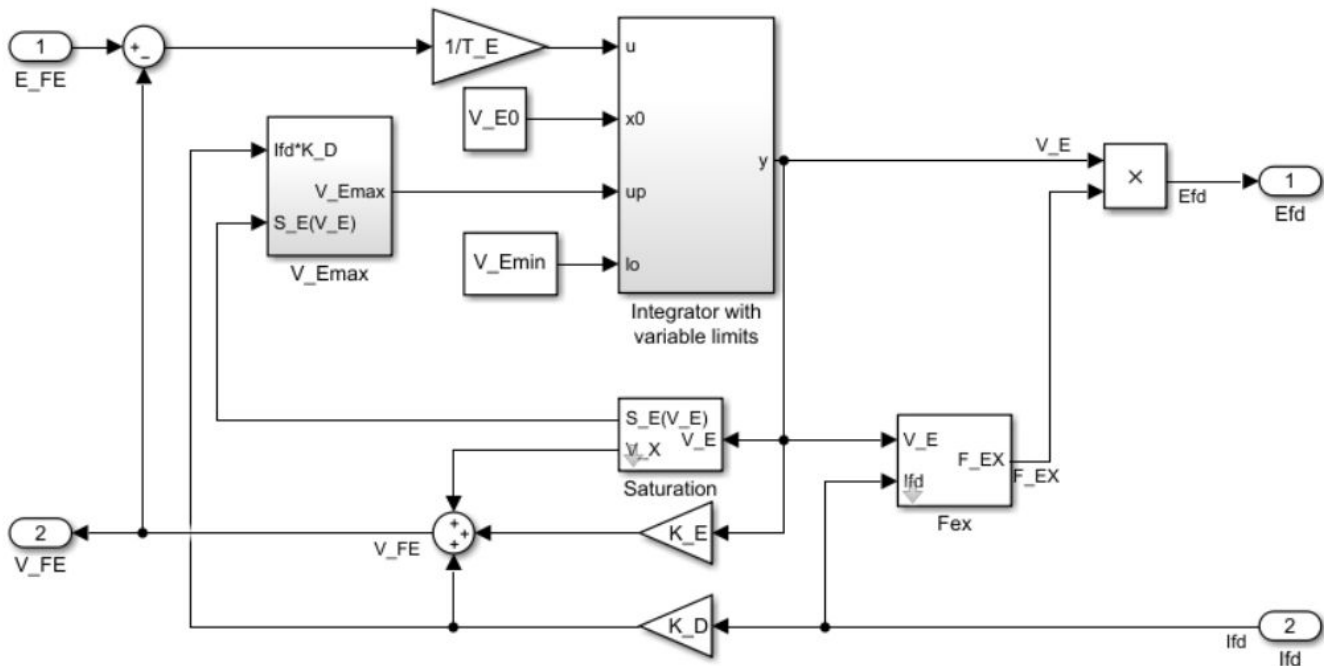 1
E_FE
+
-
1/T_E
u
V_E0
x0
Ifd*K_D
V_Emax
S_E(V_E)
V_Emax
up
y
V_Emin
lo
Integrator with
variable limits
V_E
×
Efd
1
Efd
S_E(V_E)
V_X
V_E
Saturation
V_E
Ifd
F_EX
F_EX
Fex
2
V_FE
V_FE
+
+
+
K_E
K_D
Ifd
2
Ifd